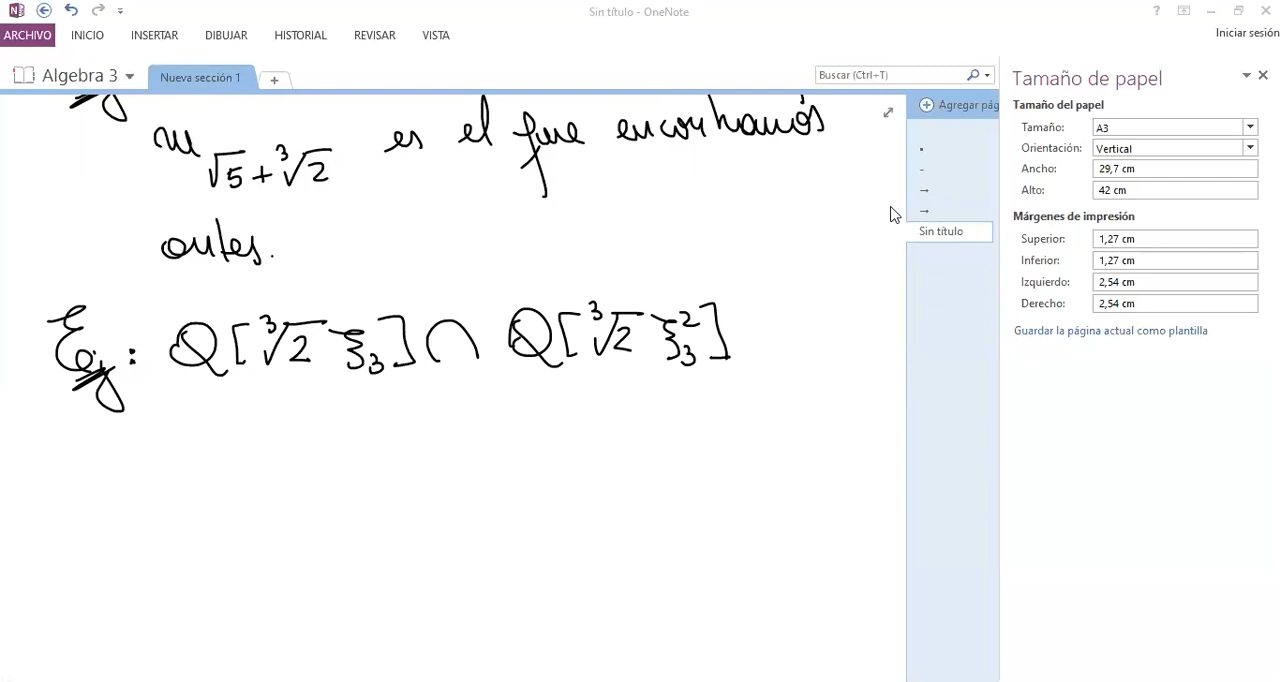 Sin título - OneNote
ARCHIVO INICIO INSERTAR DIBUJAR HISTORIAL REVISAR VISTA
Iniciar sesión
Algebra 3
Nueva sección 1
Buscar (Ctrl+T)
Agregar pág
Sin título
m √5+∛2 es el que encontramos
antes.
Ej: Q[∛2 ξ₃] ∩ Q[∛2 ξ₃²]
Tamaño de papel
Tamaño del papel
Tamaño: A3
Orientación: Vertical
Ancho: 29,7 cm
Alto: 42 cm
Márgenes de impresión
Superior: 1,27 cm
Inferior: 1,27 cm
Izquierdo: 2,54 cm
Derecho: 2,54 cm
Guardar la página actual como plantilla